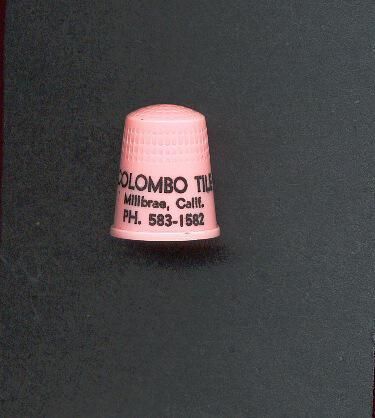 COLOMBO TILE
Millbrae, Calif.
PH. 583-1582